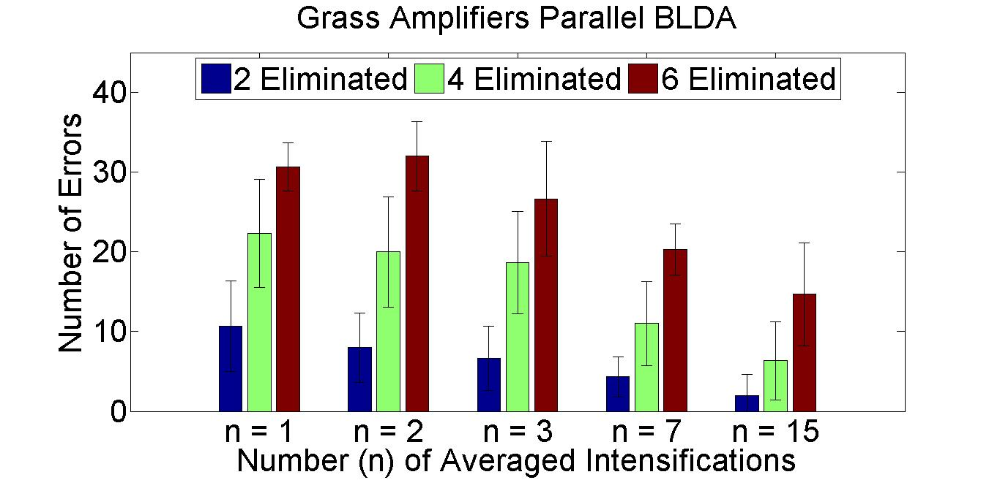 Grass Amplifiers Parallel BLDA
2 Eliminated 4 Eliminated 6 Eliminated
Number of Errors
40
30
20
10
0
n = 1 n = 2 n = 3 n = 7 n = 15
Number (n) of Averaged Intensifications